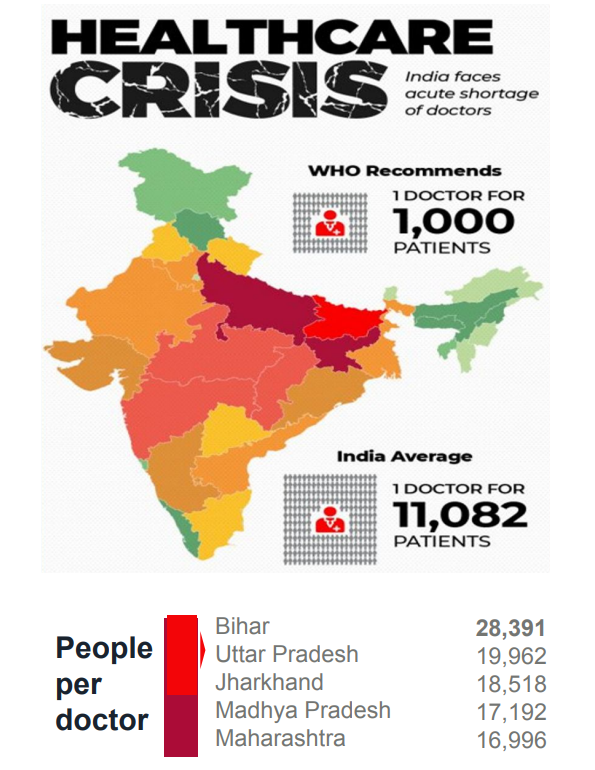 HEALTHCARE
CRISIS
India faces
acute shortage
of doctors
WHO Recommends
1 DOCTOR FOR
1,000
PATIENTS
India Average
1 DOCTOR FOR
11,082
PATIENTS
People
per
doctor
Bihar 28,391
Uttar Pradesh 19,962
Jharkhand 18,518
Madhya Pradesh 17,192
Maharashtra 16,996